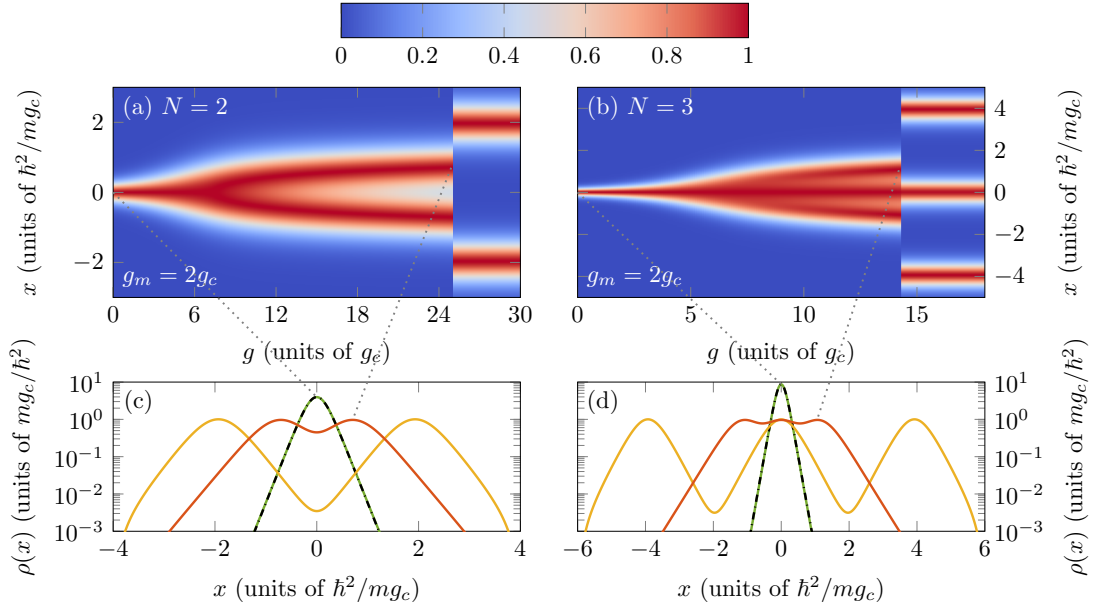 0 0.2 0.4 0.6 0.8 1
(a) N = 2
(b) N = 3
x (units of ħ²/mg_c)
2
0
−2
4
2
0
−2
−4
x (units of ħ²/mg_c)
g_m = 2g_c
g_m = 2g_c
0 6 12 18 24 30
0 5 10 15
g (units of g_c)
g (units of g_c)
ρ(x) (units of mg_c/ħ²)
10¹
10⁰
10⁻¹
10⁻²
10⁻³
(c)
(d)
10¹
10⁰
10⁻¹
10⁻²
10⁻³
ρ(x) (units of mg_c/ħ²)
−4 −2 0 2 4
−6 −4 −2 0 2 4 6
x (units of ħ²/mg_c)
x (units of ħ²/mg_c)